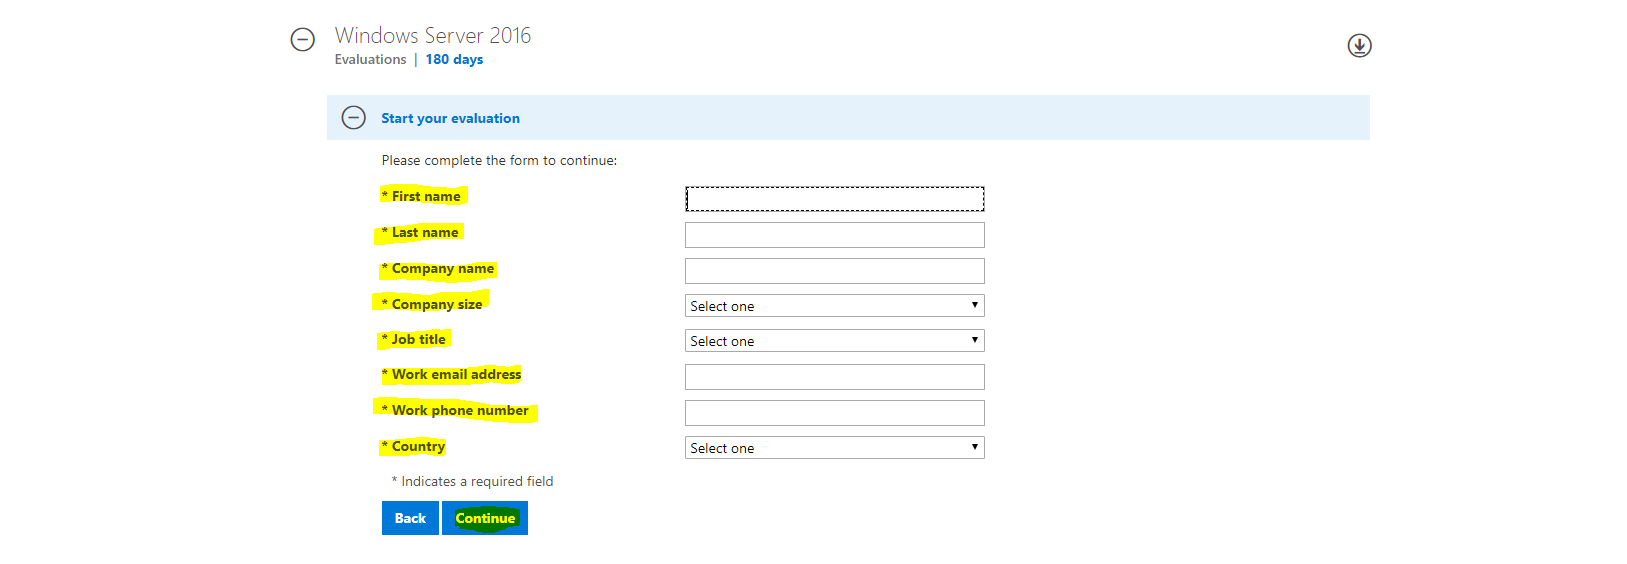 Windows Server 2016
Evaluations | 180 days
Start your evaluation
Please complete the form to continue:
* First name
* Last name
* Company name
* Company size Select one
* Job title Select one
* Work email address
* Work phone number
* Country Select one
* Indicates a required field
Back Continue